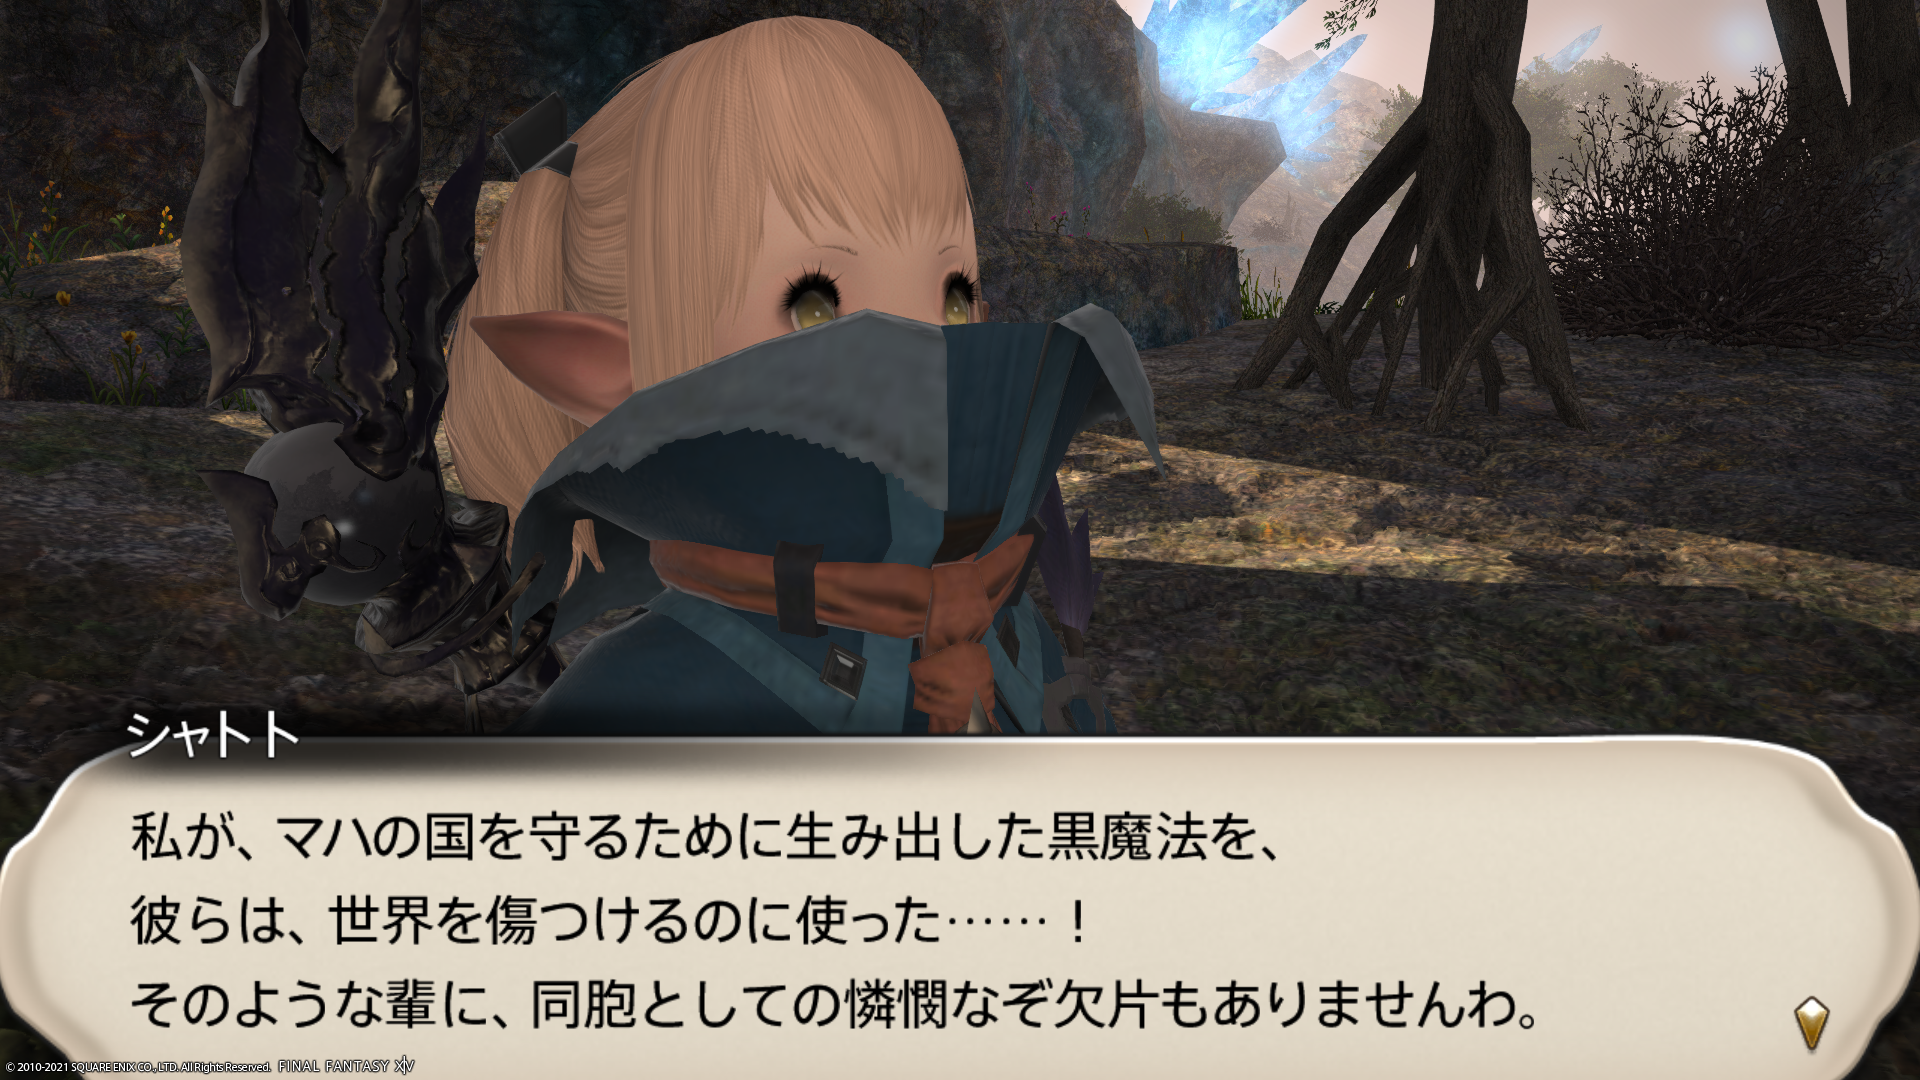 シャトト
私が、マハの国を守るために生み出した黒魔法を、
彼らは、世界を傷つけるのに使った……！
そのような輩に、同胞としての憐憫なぞ欠片もありませんわ。
© 2010-2021 SQUARE ENIX CO., LTD. All Rights Reserved. FINAL FANTASY XIV